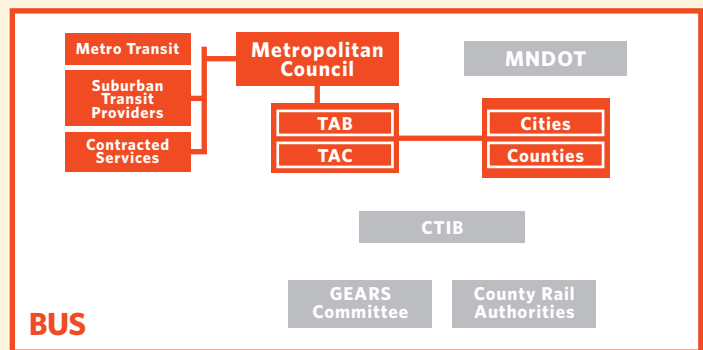 Metro Transit
Suburban
Transit
Providers
Contracted
Services
Metropolitan
Council
TAB
TAC
MNDOT
Cities
Counties
CTIB
GEARS
Committee
County Rail
Authorities
BUS